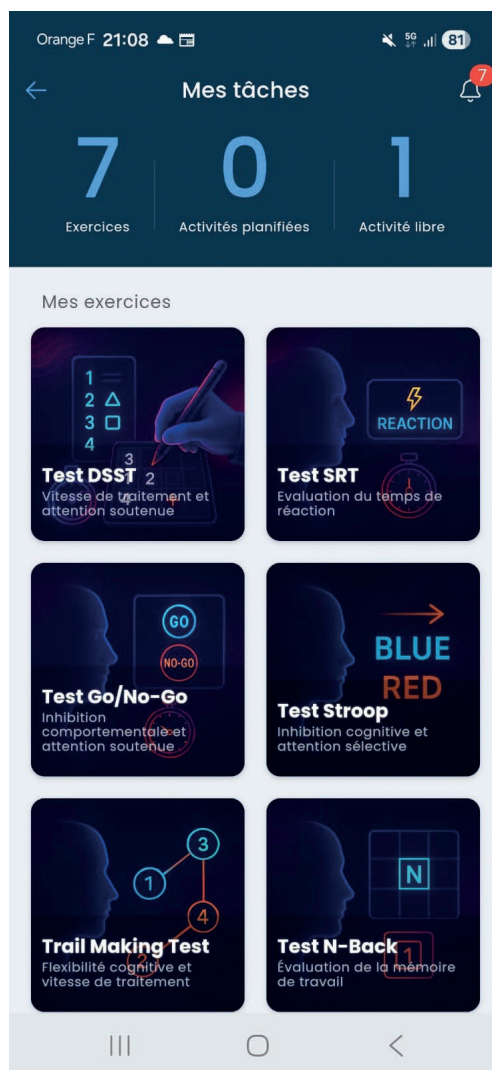 Orange F 21:08
5G 81
Mes tâches
7
7 0 1
Exercices Activités planifiées Activité libre
Mes exercices
1
2
3
4
3
2
4
Test DSST
Vitesse de traitement et
attention soutenue
REACTION
Test SRT
Evaluation du temps de
réaction
GO
NO-GO
Test Go/No-Go
Inhibition
comportementale et
attention soutenue
BLUE
RED
Test Stroop
Inhibition cognitive et
attention sélective
3
1
4
2
Trail Making Test
Flexibilité cognitive et
vitesse de traitement
N
1
Test N-Back
Évaluation de la mémoire
de travail